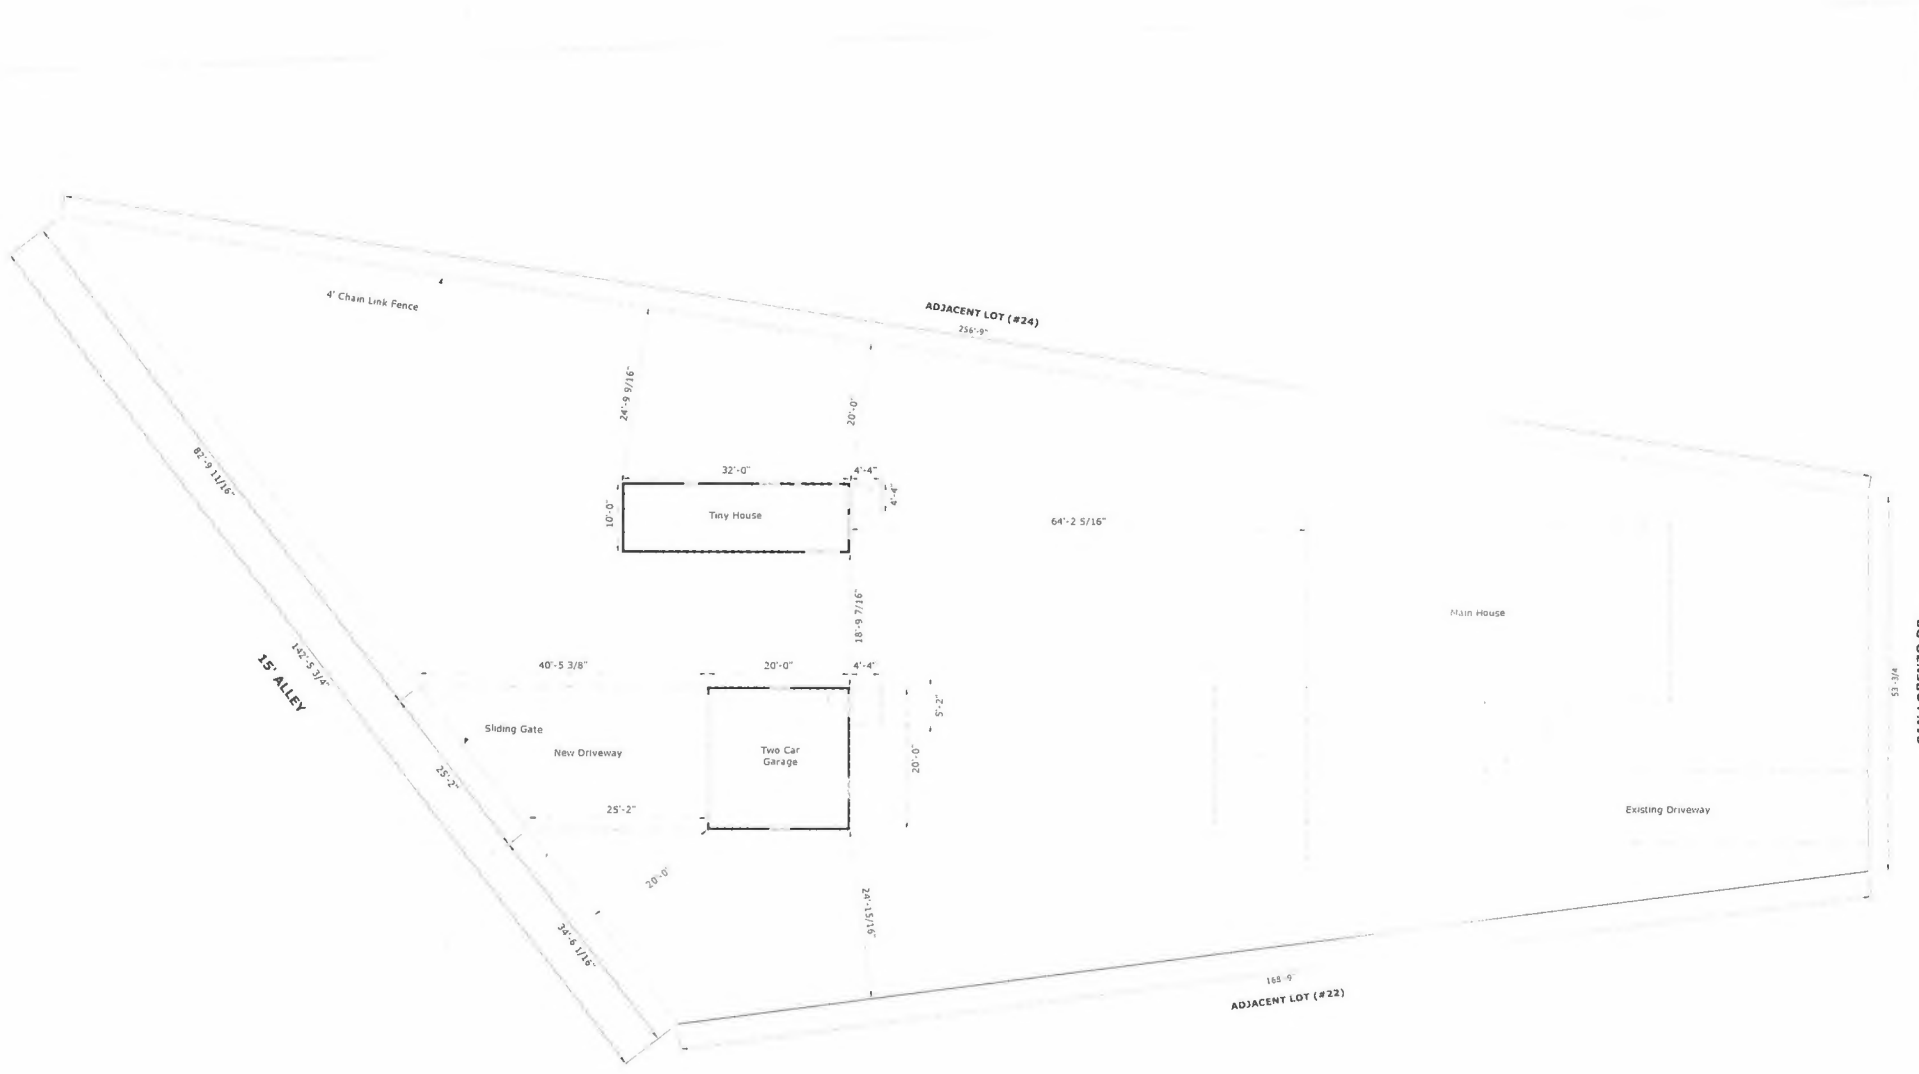 ADJACENT LOT (#24)
256'-9"
4' Chain Link Fence
24'-9 9/16"
20'-0"
82'-9 11/16"
32'-0"
4'-4"
4'-4"
10'-0"
Tiny House
64'-2 5/16"
18'-9 7/16"
Main House
15' ALLEY
142'-5 3/4"
40'-5 3/8"
20'-0"
4'-4"
5'-2"
53 -3/4
Sliding Gate
New Driveway
Two Car
Garage
20'-0"
25'-2"
25'-2"
Existing Driveway
20'-0"
24'-1 5/16"
34'-6 1/16"
168'-9"
ADJACENT LOT (#22)